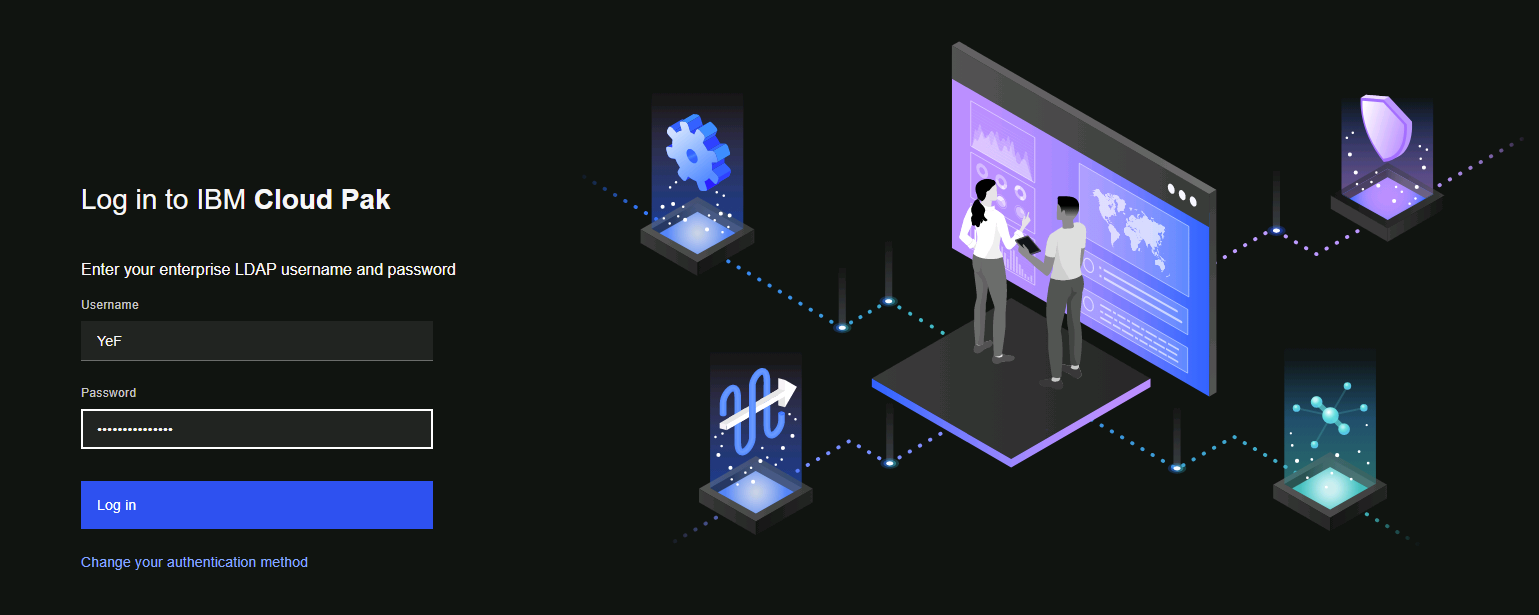 Log in to IBM Cloud Pak
Enter your enterprise LDAP username and password
Username
YeF
Password
•••••••••••••••
Log in
Change your authentication method